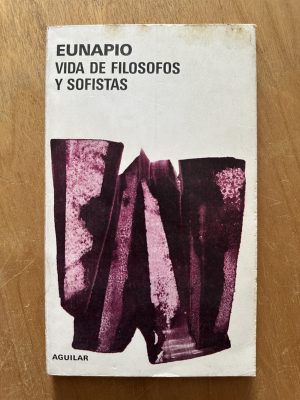 EUNAPIO
VIDA DE FILOSOFOS
Y SOFISTAS
AGUILAR